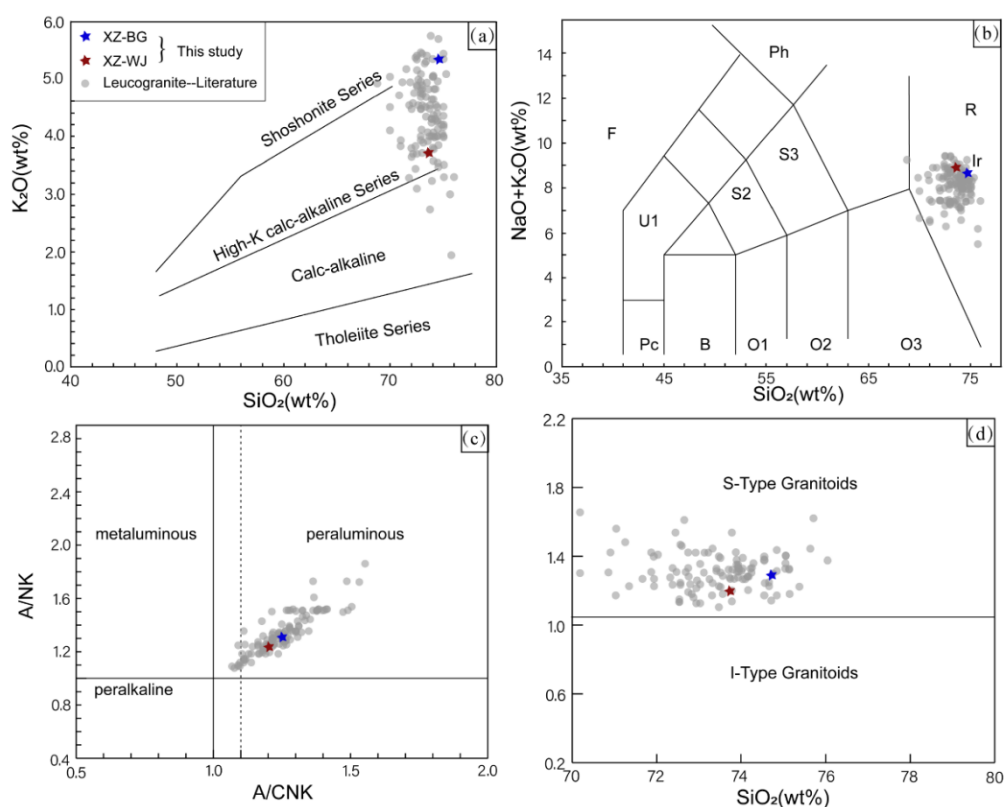 6.0
5.0
4.0
3.0
2.0
1.0
0.0
K₂O(wt%)
XZ-BG
XZ-WJ
} This study
Leucogranite--Literature
(a)
Shoshonite Series
High-K calc-alkaline Series
Calc-alkaline
Tholeiite Series
40 50 60 70 80
SiO₂(wt%)
14
12
10
8
6
4
2
0
NaO+K₂O(wt%)
(b)
Ph
F
R
S3
Ir
S2
U1
Pc B O1 O2 O3
35 45 55 65 75
SiO₂(wt%)
2.8
2.4
2.0
1.6
1.2
0.8
0.4
A/NK
(c)
metaluminous
peraluminous
peralkaline
0.5 1.0 1.5 2.0
A/CNK
2.2
1.8
1.4
1.0
0.6
0.2
(d)
S-Type Granitoids
I-Type Granitoids
70 72 74 76 78 80
SiO₂(wt%)